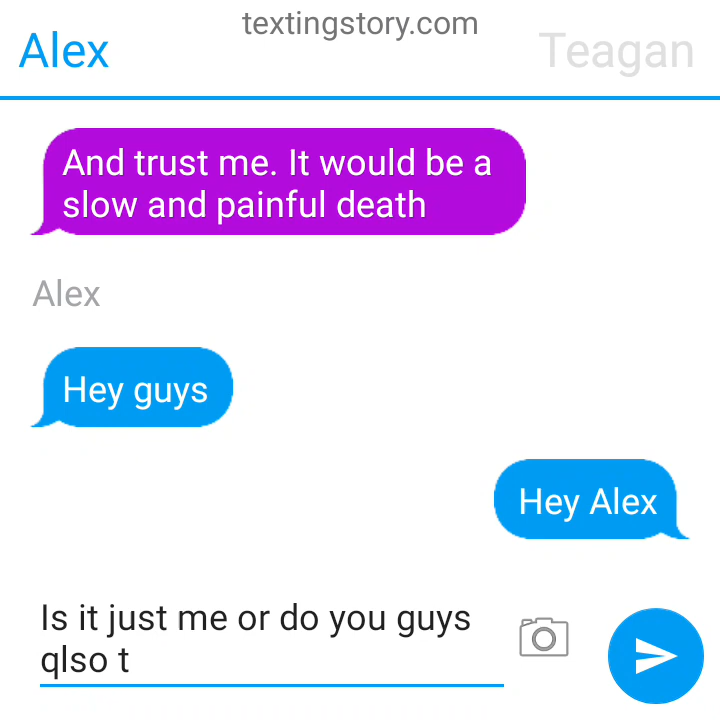 textingstory.com
Alex
Teagan
And trust me. It would be a
slow and painful death
Alex
Hey guys
Hey Alex
Is it just me or do you guys
qlso t